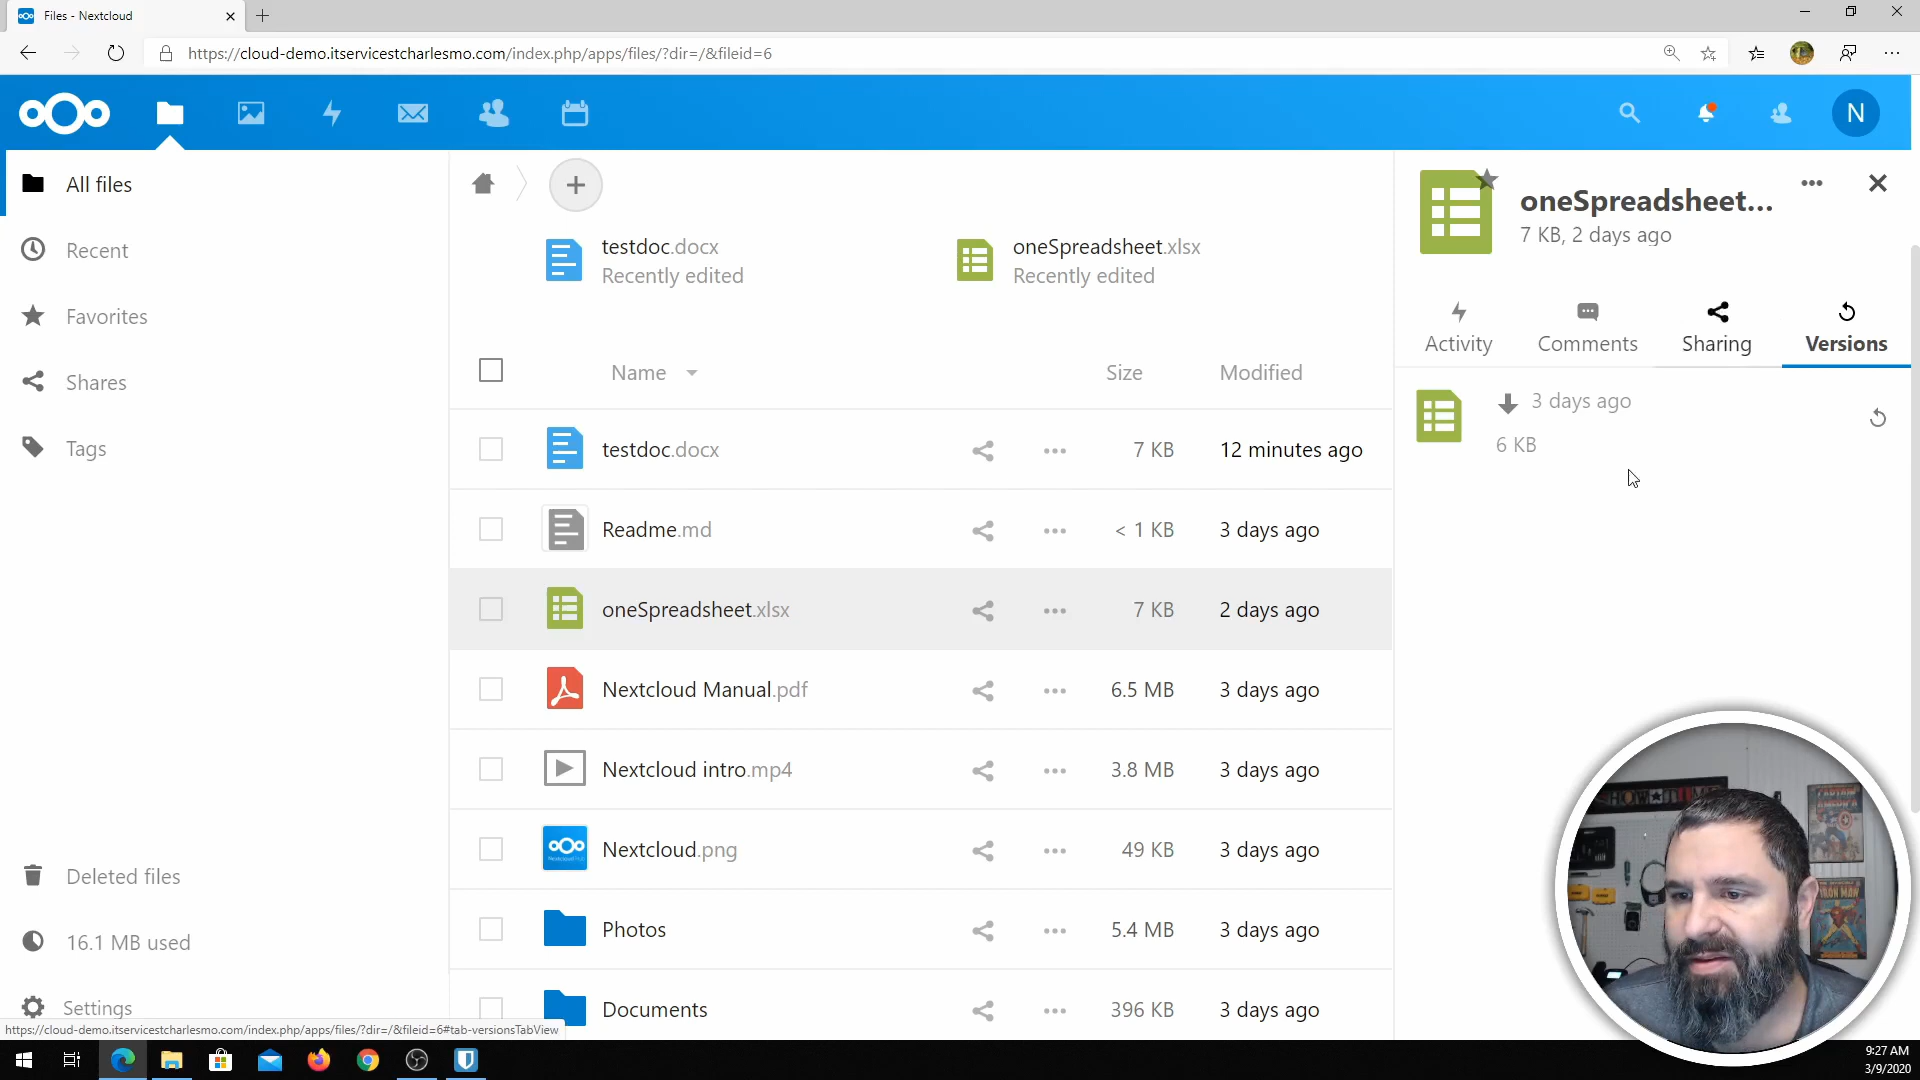 Files - Nextcloud
https://cloud-demo.itservicestcharlesmo.com/index.php/apps/files/?dir=/&fileid=6
N
All files
Recent
Favorites
Shares
Tags
Deleted files
16.1 MB used
Settings
testdoc.docx
Recently edited
oneSpreadsheet.xlsx
Recently edited
Name Size Modified
testdoc.docx 7 KB 12 minutes ago
Readme.md < 1 KB 3 days ago
oneSpreadsheet.xlsx 7 KB 2 days ago
Nextcloud Manual.pdf 6.5 MB 3 days ago
Nextcloud intro.mp4 3.8 MB 3 days ago
Nextcloud.png 49 KB 3 days ago
Photos 5.4 MB 3 days ago
Documents 396 KB 3 days ago
oneSpreadsheet...
7 KB, 2 days ago
Activity Comments Sharing Versions
3 days ago
6 KB
SHOW TIME
CAPTAIN AMERICA
IRON MAN
https://cloud-demo.itservicestcharlesmo.com/index.php/apps/files/?dir=/&fileid=6#tab-versionsTabView
9:27 AM
3/9/2020